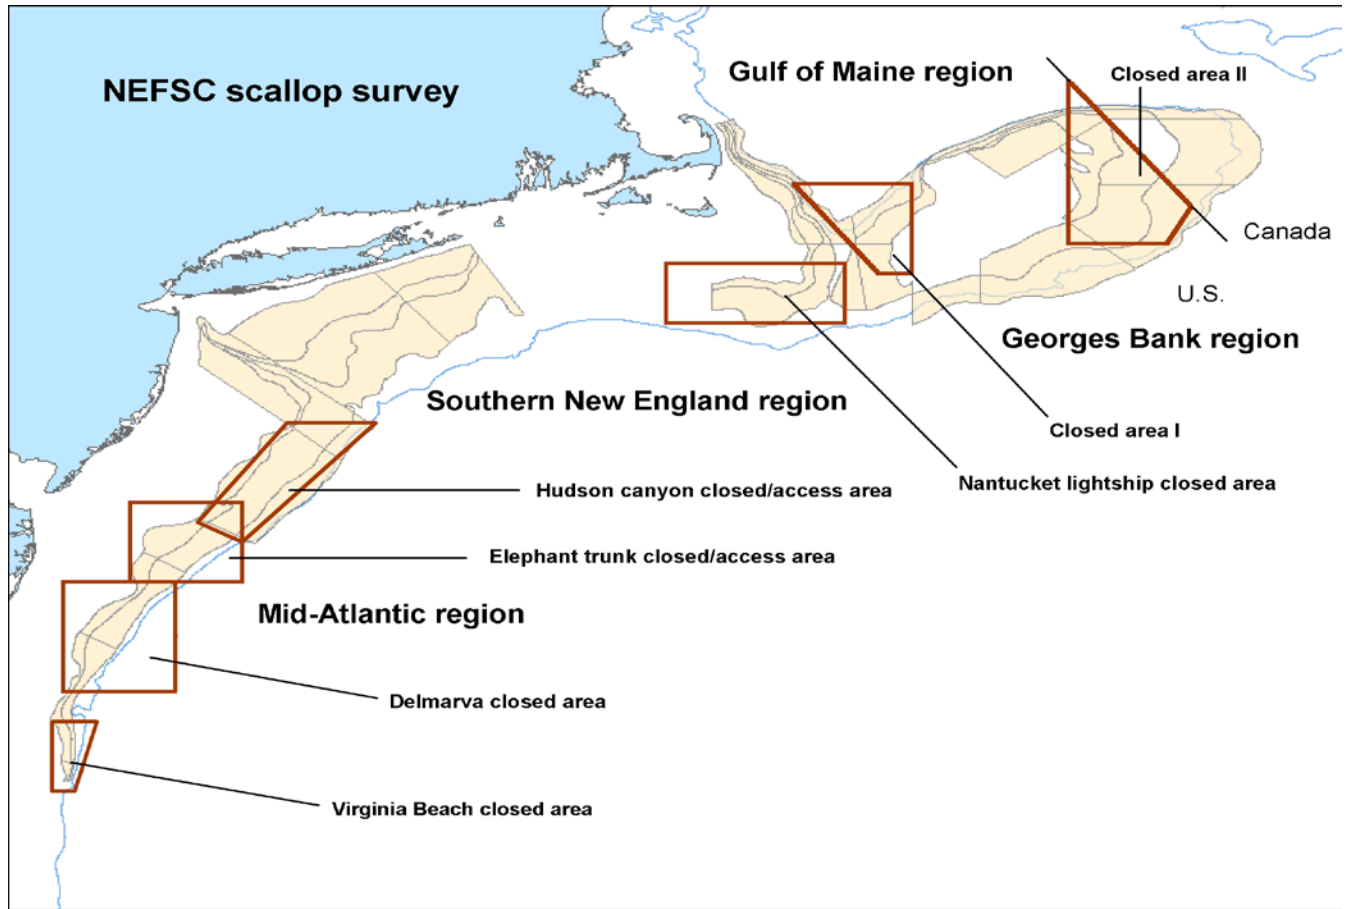 Gulf of Maine region
Closed area II
NEFSC scallop survey
Canada
U.S.
Georges Bank region
Southern New England region
Closed area I
Nantucket lightship closed area
Hudson canyon closed/access area
Elephant trunk closed/access area
Mid-Atlantic region
Delmarva closed area
Virginia Beach closed area